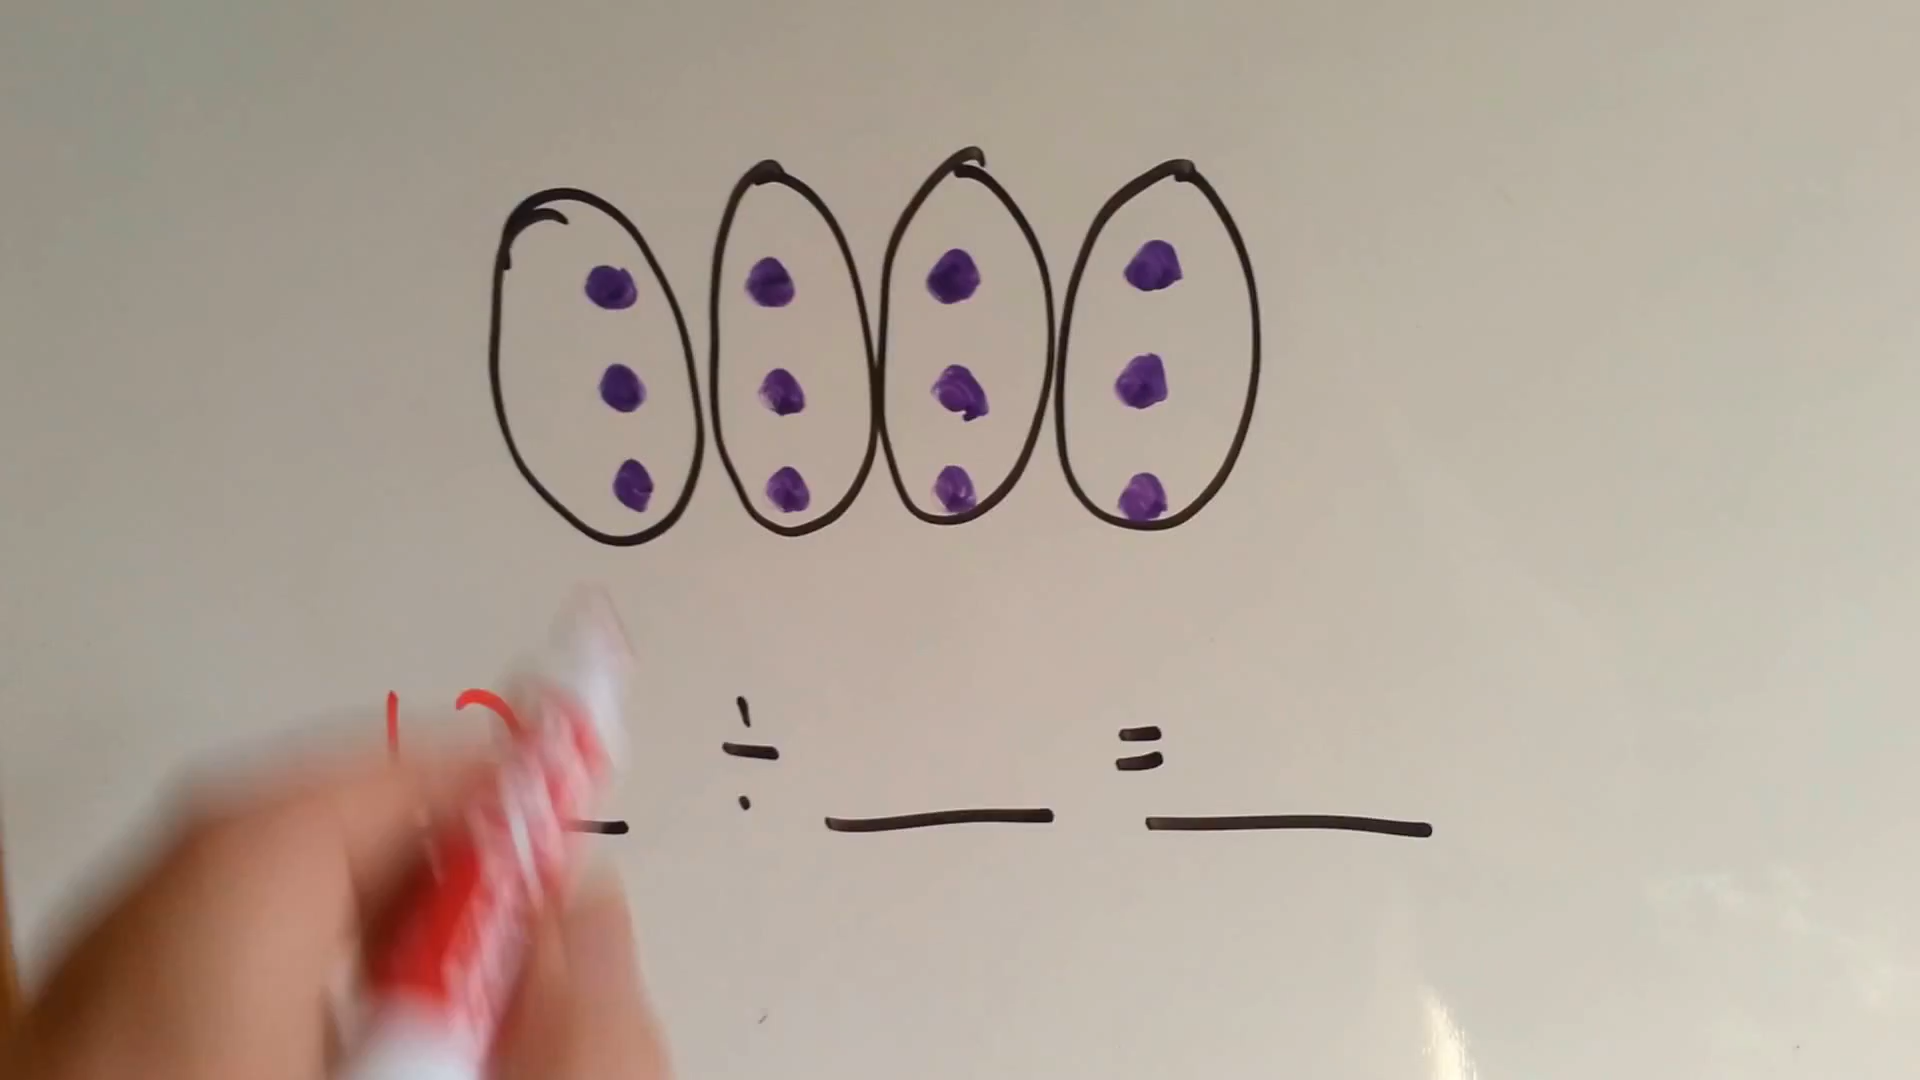 12 ÷ ___ = ___